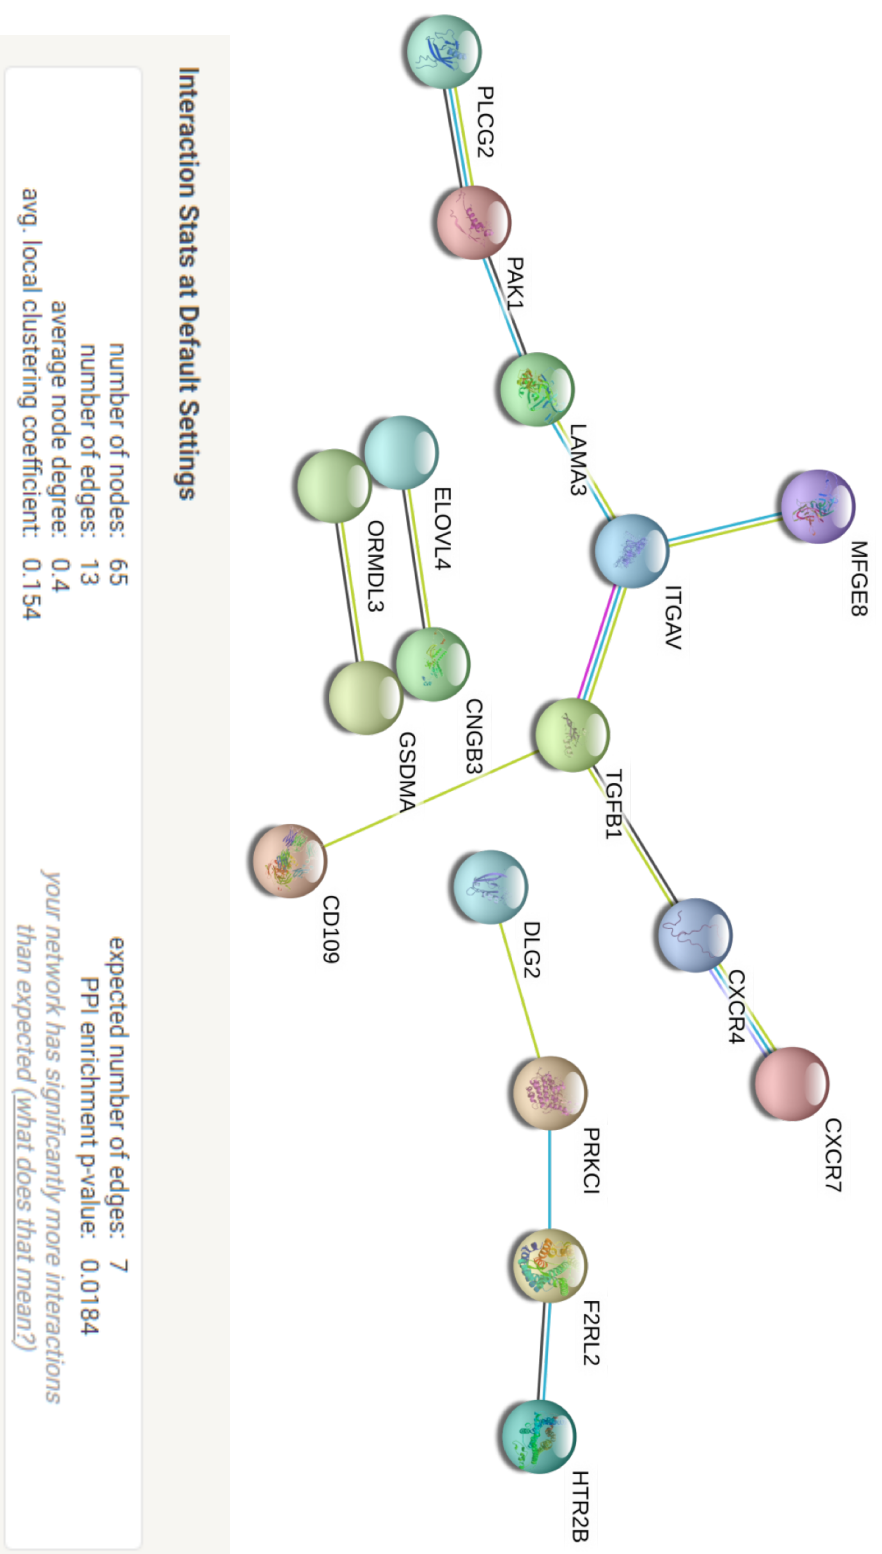 PLCG2
PAK1
LAMA3
MFGE8
ITGAV
ELOVL4
ORMDL3
CNGB3
GSDMA
TGFB1
CD109
DLG2
CXCR4
CXCR7
PRKCI
F2RL2
HTR2B
Interaction Stats at Default Settings
number of nodes: 65
number of edges: 13
average node degree: 0.4
avg. local clustering coefficient: 0.154
expected number of edges: 7
PPI enrichment p-value: 0.0184
your network has significantly more interactions
than expected (what does that mean?)